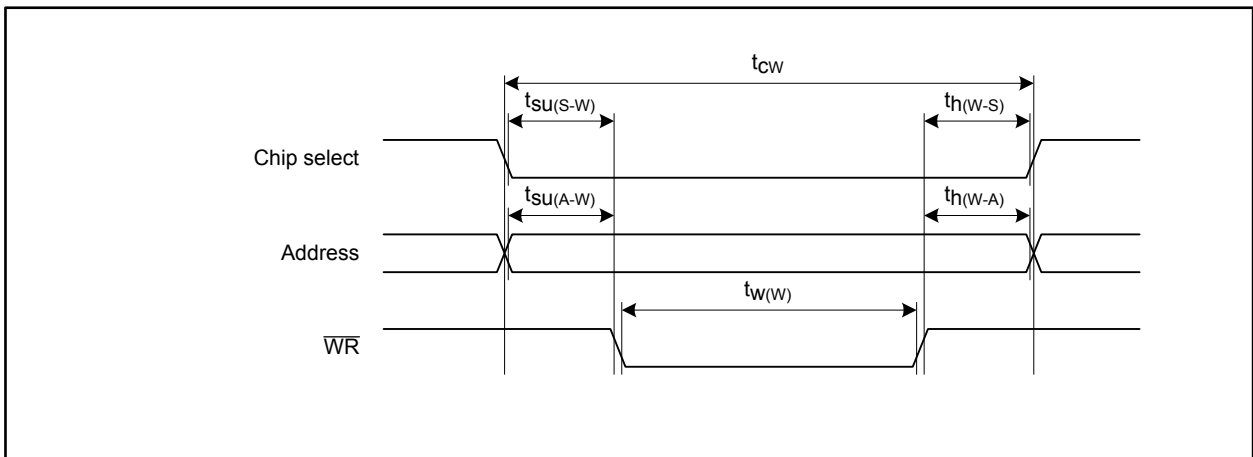 tcw
tsu(S-W)
th(W-S)
Chip select
tsu(A-W)
th(W-A)
Address
tw(W)
WR